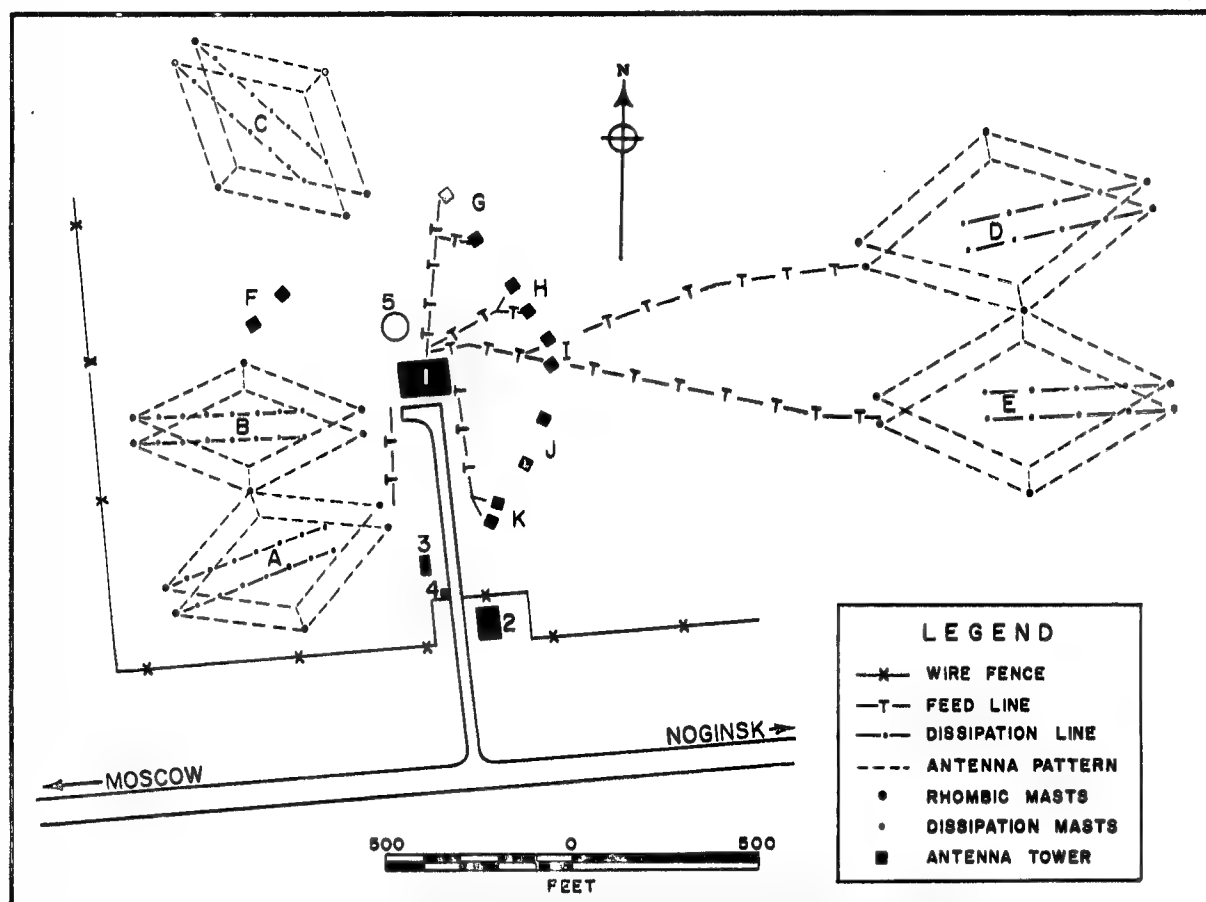 N
C
G
D
F
H
5
I
1
E
B
J
L
K
A
3
4
2
NOGINSK
MOSCOW
500 0 500
FEET
LEGEND
WIRE FENCE
FEED LINE
DISSIPATION LINE
ANTENNA PATTERN
RHOMBIC MASTS
DISSIPATION MASTS
ANTENNA TOWER